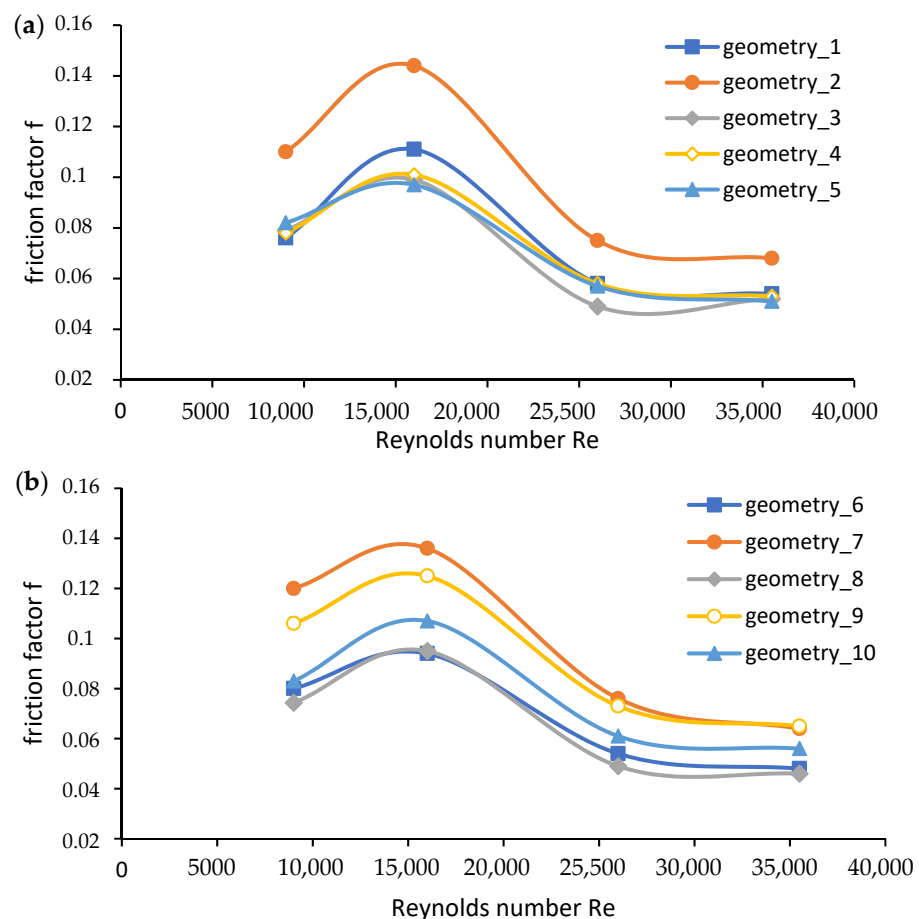 (a)
0.16
0.14
0.12
0.1
0.08
0.06
0.04
0.02
friction factor f
geometry_1
geometry_2
geometry_3
geometry_4
geometry_5
0 5000 10,000 15,000 20,000 25,500 30,000 35,000 40,000
Reynolds number Re
(b)
0.16
0.14
0.12
0.1
0.08
0.06
0.04
0.02
friction factor f
geometry_6
geometry_7
geometry_8
geometry_9
geometry_10
0 5000 10,000 15,000 20,000 25,500 30,000 35,000 40,000
Reynolds number Re